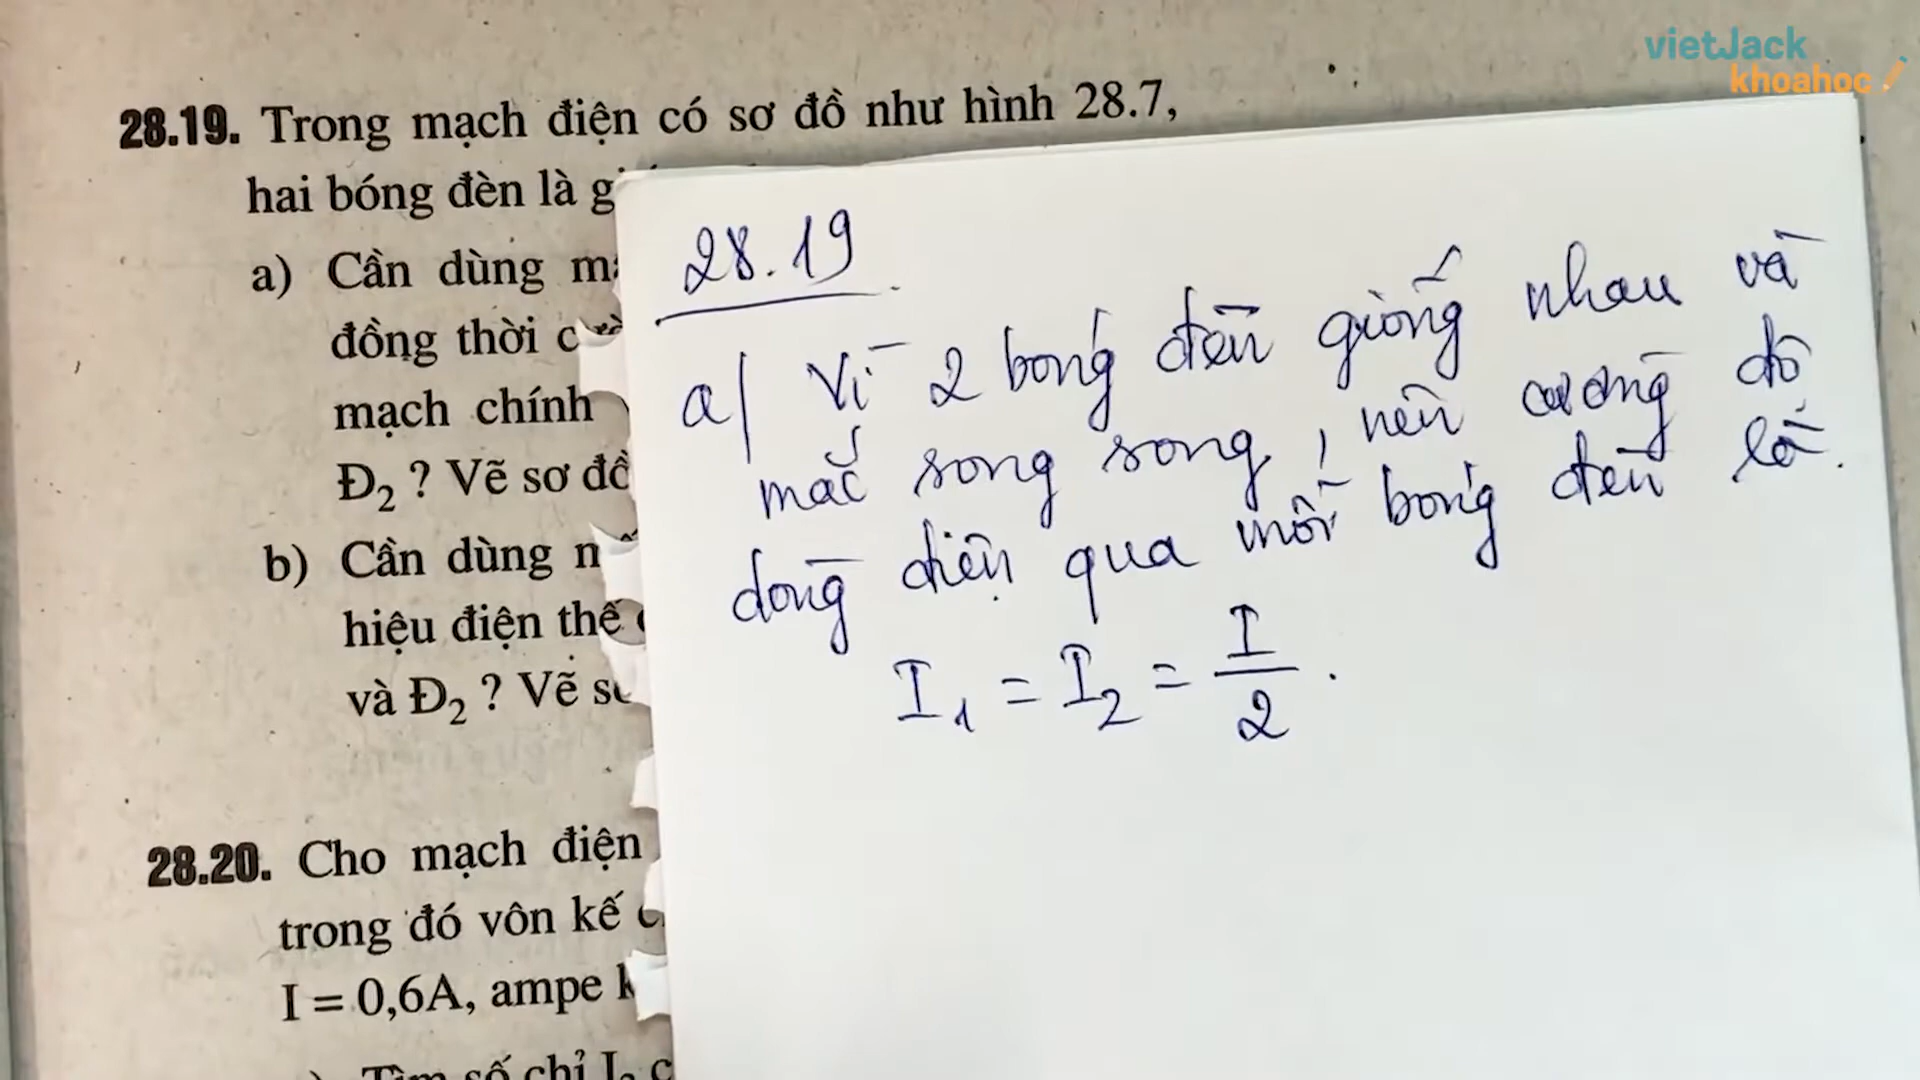 vietJack
khoahoc
28.19. Trong mạch điện có sơ đồ như hình 28.7,
hai bóng đèn là
a) Cần dùng
đồng thời
mạch chính
Đ2 ? Vẽ sơ đồ
b) Cần dùng
hiệu điện thế
và Đ2 ? Vẽ
28.20. Cho mạch điện
trong đó vôn kế
I = 0,6A, ampe
Tìm số chỉ
28.19
a/ Vì 2 bóng đèn giống nhau và
mắc song song, nên cường độ
dòng điện qua mỗi bóng đèn là
I1 = I2 = I/2.